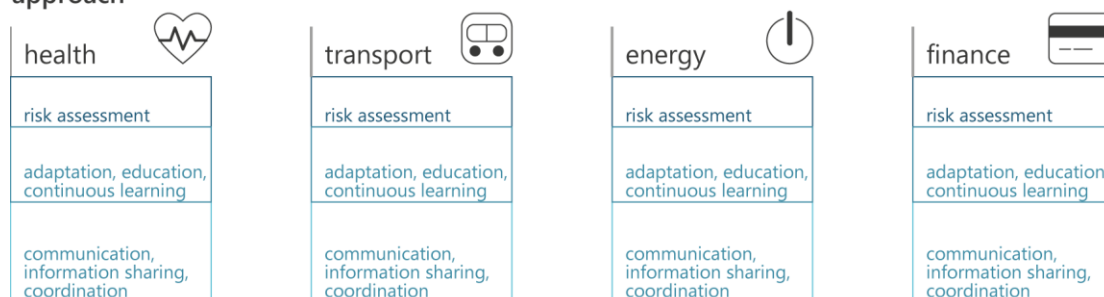 approach
health
transport
energy
finance
risk assessment
risk assessment
risk assessment
risk assessment
adaptation, education,
continuous learning
adaptation, education,
continuous learning
adaptation, education,
continuous learning
adaptation, education
continuous learning
communication,
information sharing,
coordination
communication,
information sharing,
coordination
communication,
information sharing,
coordination
communication,
information sharing,
coordination